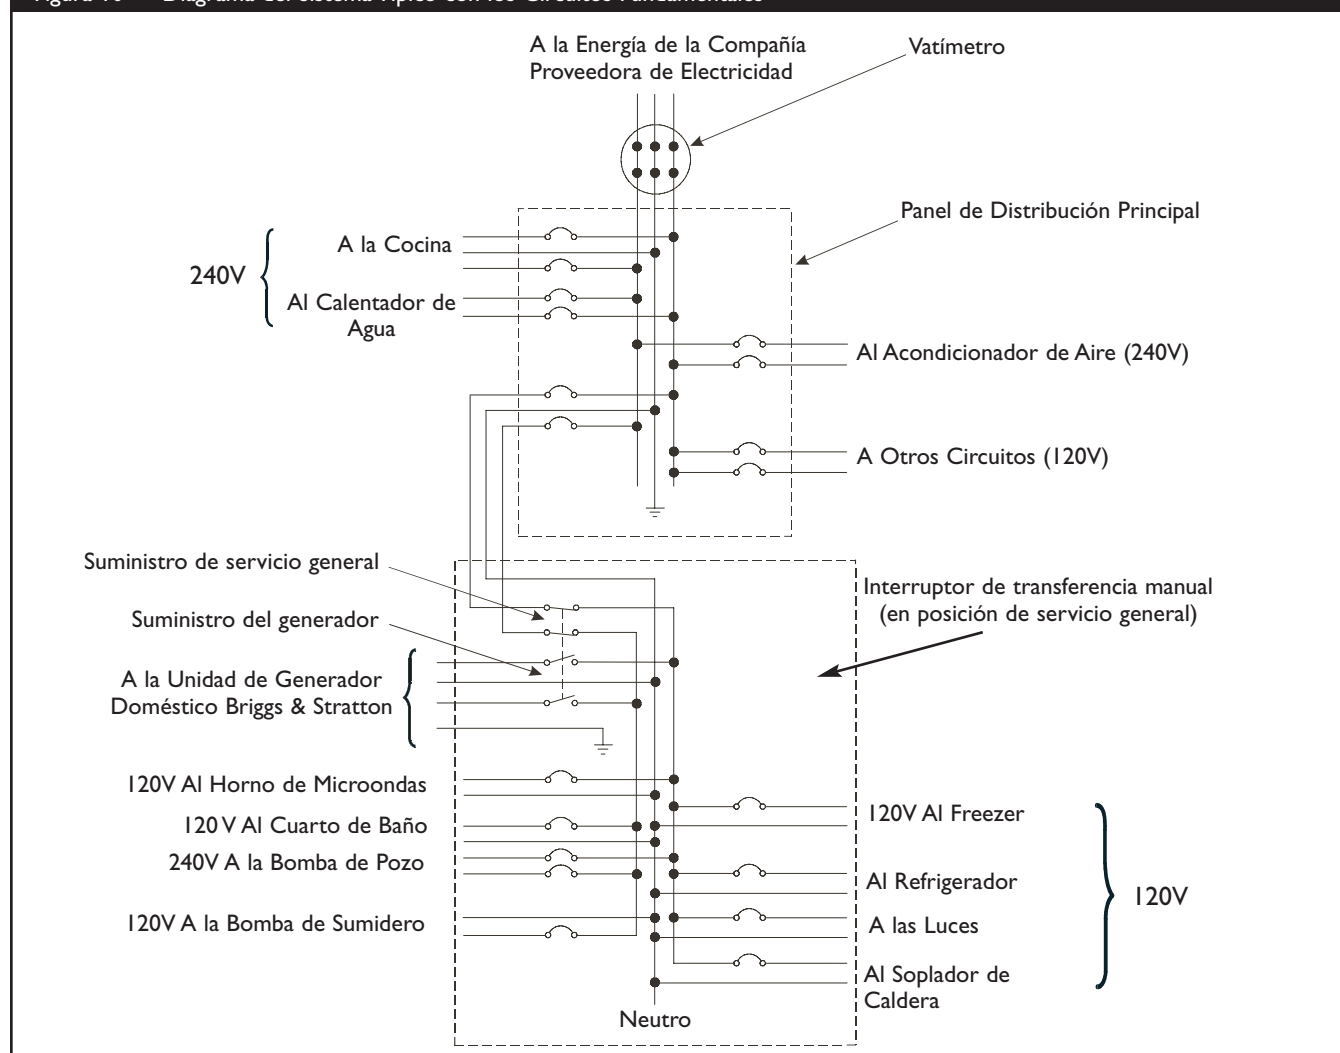 A la Energía de la Compañía
Proveedora de Electricidad
Vatímetro
Panel de Distribución Principal
A la Cocina
240V
Al Calentador de
Agua
Al Acondicionador de Aire (240V)
A Otros Circuitos (120V)
Suministro de servicio general
Interruptor de transferencia manual
(en posición de servicio general)
Suministro del generador
A la Unidad de Generador
Doméstico Briggs & Stratton
120V Al Horno de Microondas
120V Al Freezer
120 V Al Cuarto de Baño
240V A la Bomba de Pozo
Al Refrigerador
120V
120V A la Bomba de Sumidero
A las Luces
Al Soplador de
Caldera
Neutro